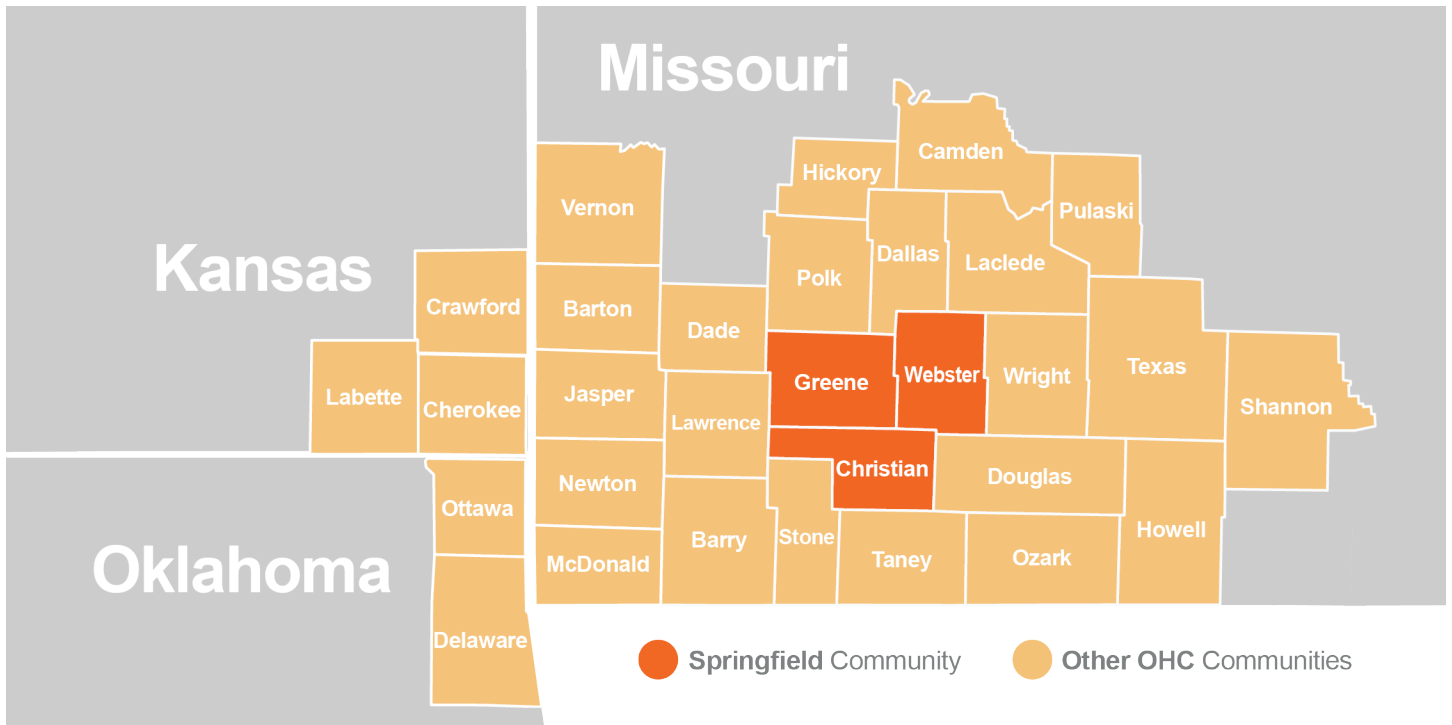 Missouri
Camden
Hickory
Pulaski
Vernon
Kansas
Dallas
Laclede
Polk
Crawford
Barton
Dade
Texas
Greene
Webster
Wright
Labette
Cherokee
Jasper
Shannon
Lawrence
Christian
Douglas
Newton
Ottawa
Howell
Barry
Stone
Taney
Ozark
McDonald
Oklahoma
Delaware
Springfield Community
Other OHC Communities